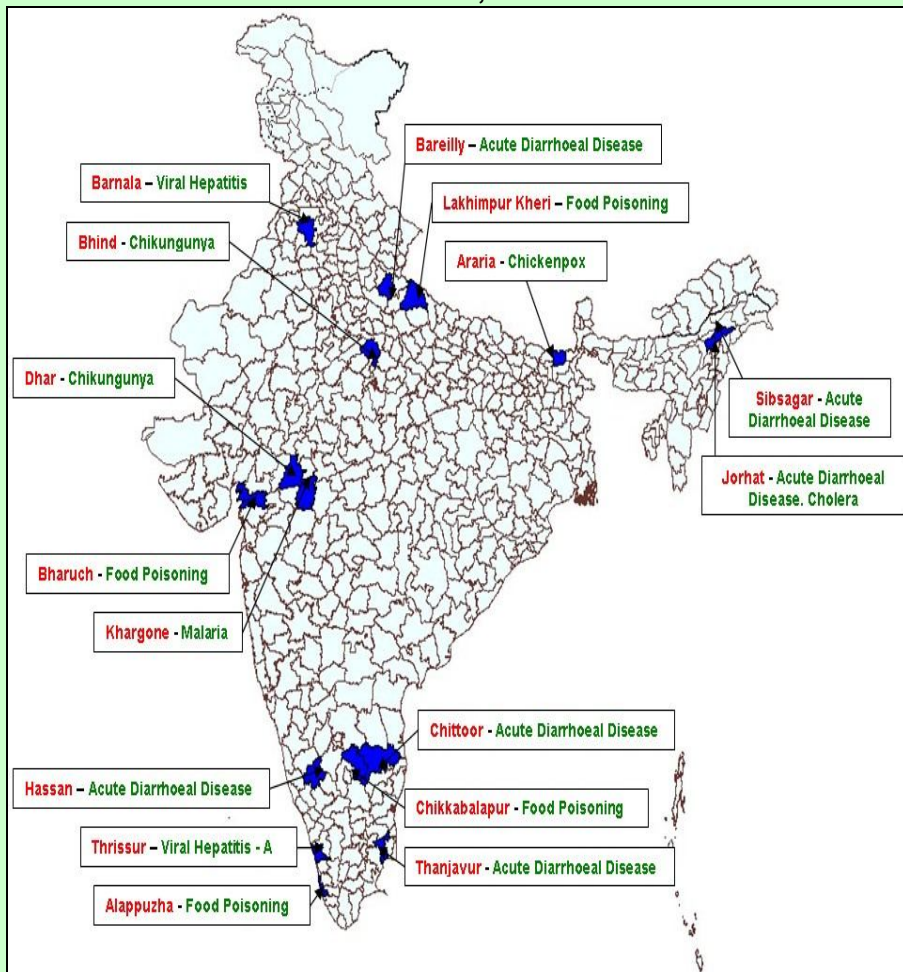 Bareilly – Acute Diarrhoeal Disease
Barnala – Viral Hepatitis
Lakhimpur Kheri – Food Poisoning
Bhind - Chikungunya
Araria - Chickenpox
Dhar - Chikungunya
Sibsagar - Acute
Diarrhoeal Disease
Jorhat - Acute Diarrhoeal
Disease. Cholera
Bharuch - Food Poisoning
Khargone - Malaria
Chittoor - Acute Diarrhoeal Disease
Hassan – Acute Diarrhoeal Disease
Chikkabalapur - Food Poisoning
Thrissur – Viral Hepatitis - A
Thanjavur - Acute Diarrhoeal Disease
Alappuzha - Food Poisoning